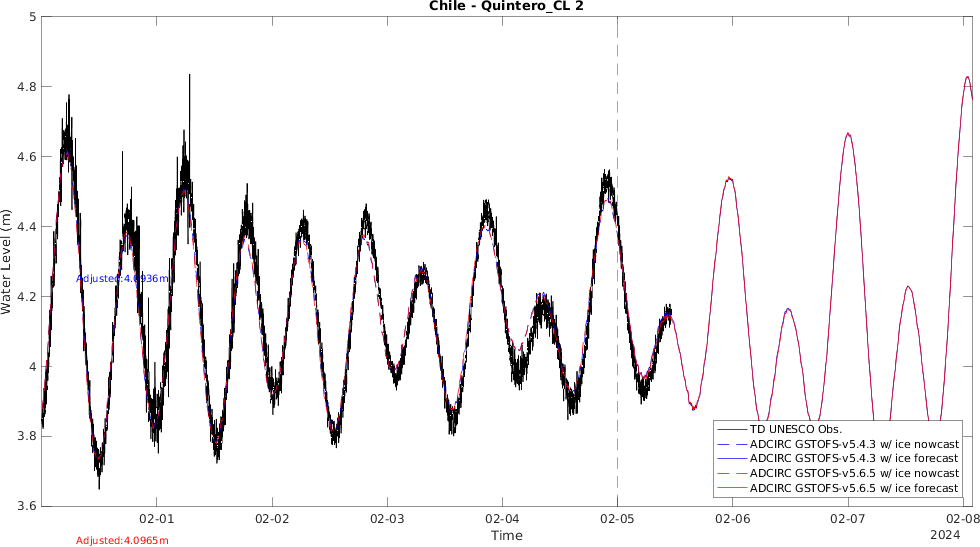 Chile - Quintero_CL 2
Water Level (m)
5
4.8
4.6
4.4
4.2
4
3.8
3.6
Adjusted:4.0936m
TD UNESCO Obs.
ADCIRC GSTOFS-v5.4.3 w/ ice nowcast
ADCIRC GSTOFS-v5.4.3 w/ ice forecast
ADCIRC GSTOFS-v5.6.5 w/ ice nowcast
ADCIRC GSTOFS-v5.6.5 w/ ice forecast
02-01 02-02 02-03 02-04 02-05 02-06 02-07 02-08
Time
2024
Adjusted:4.0965m